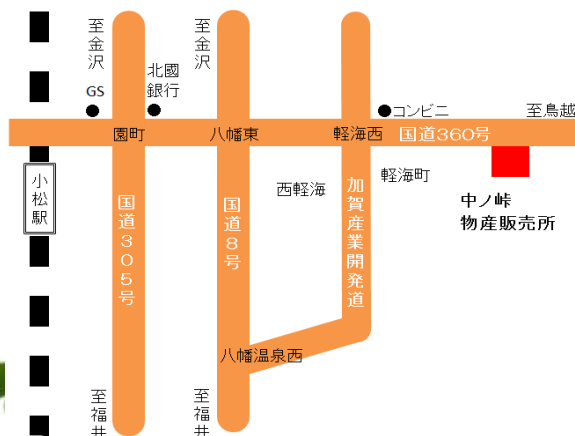 至金沢
至金沢
北國
銀行
GS
コンビニ
至鳥越
園町
八幡東
軽海西
国道360号
小松駅
西軽海
軽海町
国道305号
国道8号
加賀産業開発道
中ノ峠
物産販売所
八幡温泉西
至福井
至福井